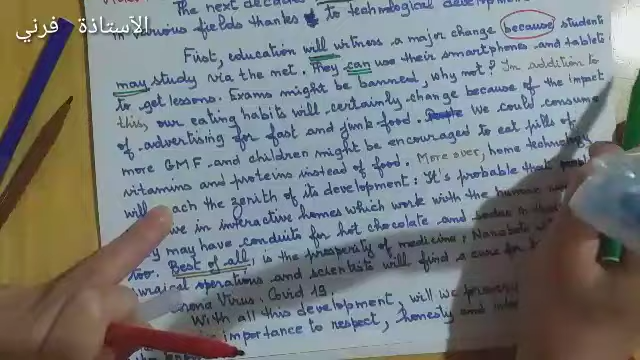 The next decades
in various fields thanks to technological development
الأستاذة فرني
First, education will witness a major change because students
may study via the net. They can use their smartphones and tablets
to get lessons. Exams might be banned, why not? In addition to
this, our eating habits will certainly change because of the impact
of advertising for fast and junk food. We could consume
more GMF and children might be encouraged to eat pills of
vitamins and proteins instead of food. More over, home technology
will the zenith of its development: It's probable that
in interactive homes which work with the human
may have conduits for hot chocolate and
too. Best of all, is the prosperity of medicine; Nanobots
surgical operations and scientists will find a cure for
Virus. Covid 19
With all this development, will we
importance to respect, honesty and